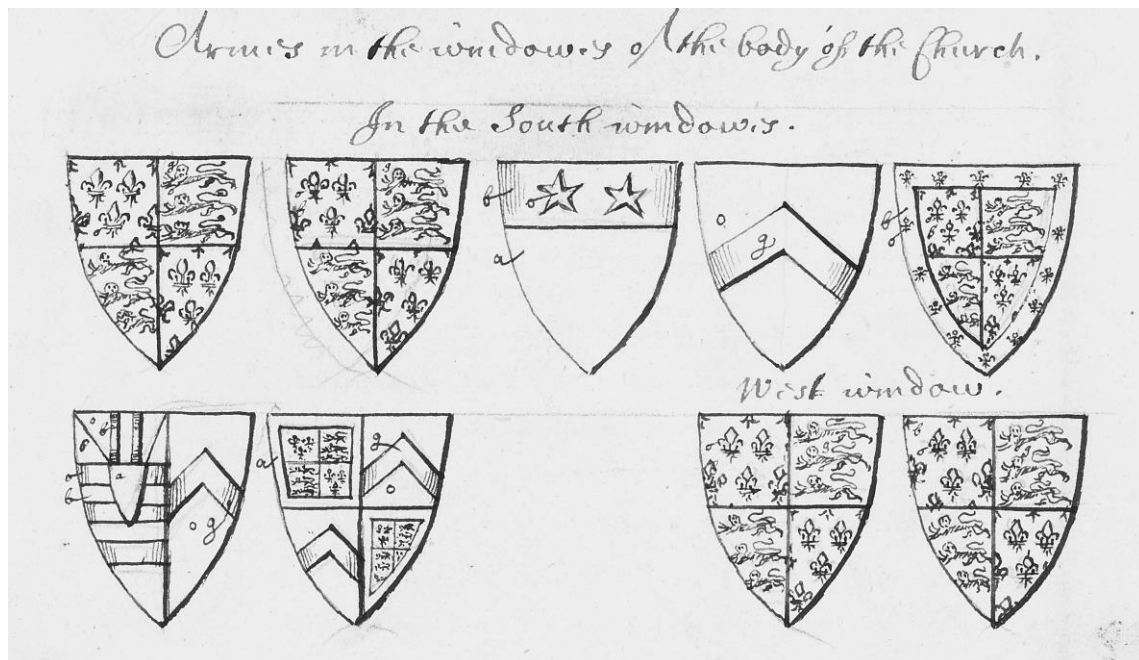 Armes in the windowes of the body of the Church.
In the South windowes.
b o
a
o g
b o
West window.
o b
o b a
o g
a g o